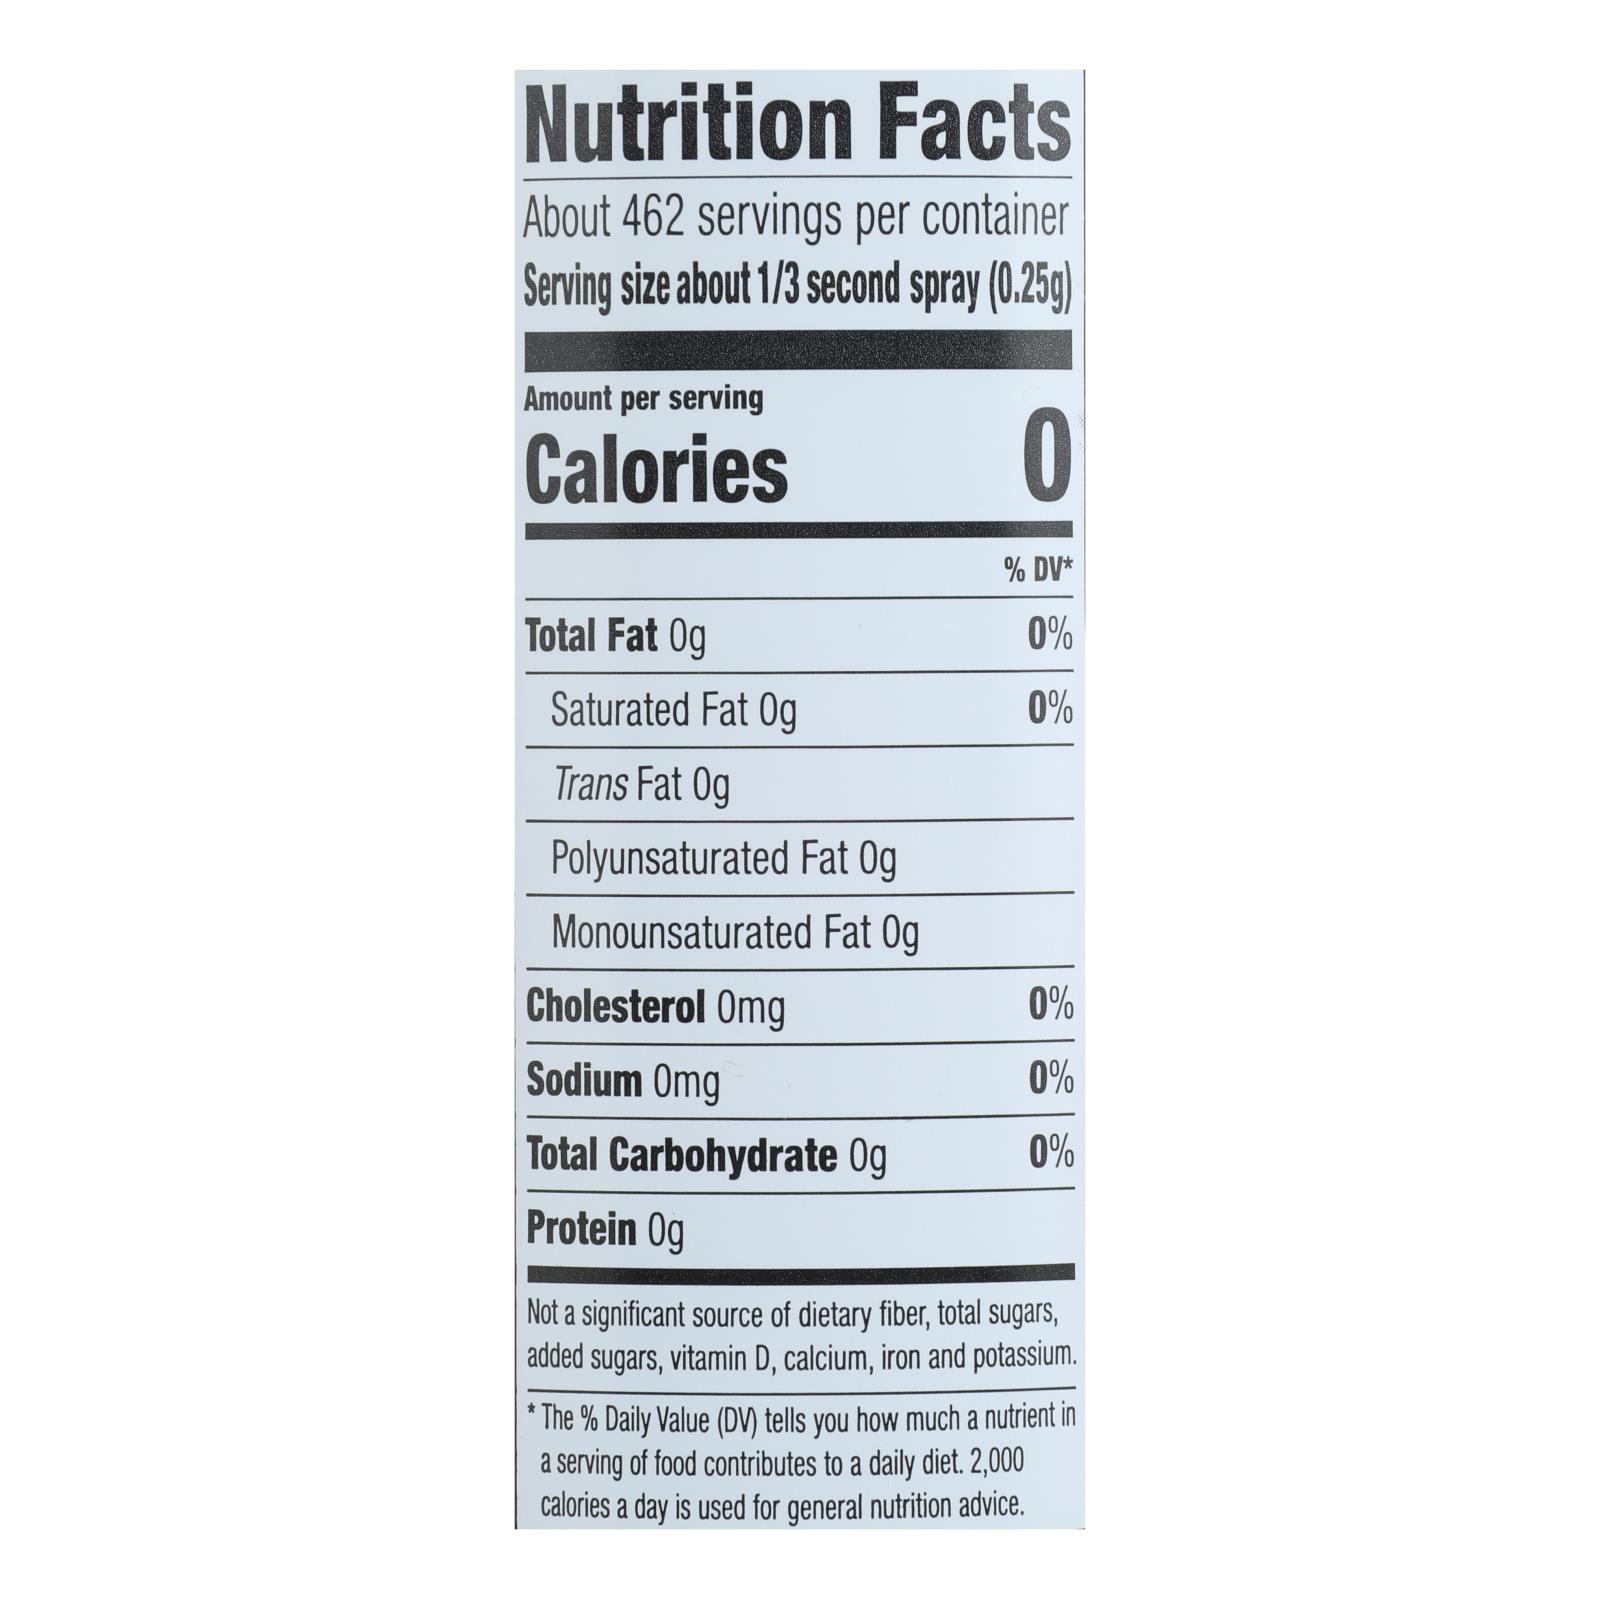 Nutrition Facts
About 462 servings per container
Serving size about 1/3 second spray (0.25g)
Amount per serving
Calories 0
% DV*
Total Fat 0g 0%
Saturated Fat 0g 0%
Trans Fat 0g
Polyunsaturated Fat 0g
Monounsaturated Fat 0g
Cholesterol 0mg 0%
Sodium 0mg 0%
Total Carbohydrate 0g 0%
Protein 0g
Not a significant source of dietary fiber, total sugars,
added sugars, vitamin D, calcium, iron and potassium.
* The % Daily Value (DV) tells you how much a nutrient in
a serving of food contributes to a daily diet. 2,000
calories a day is used for general nutrition advice.